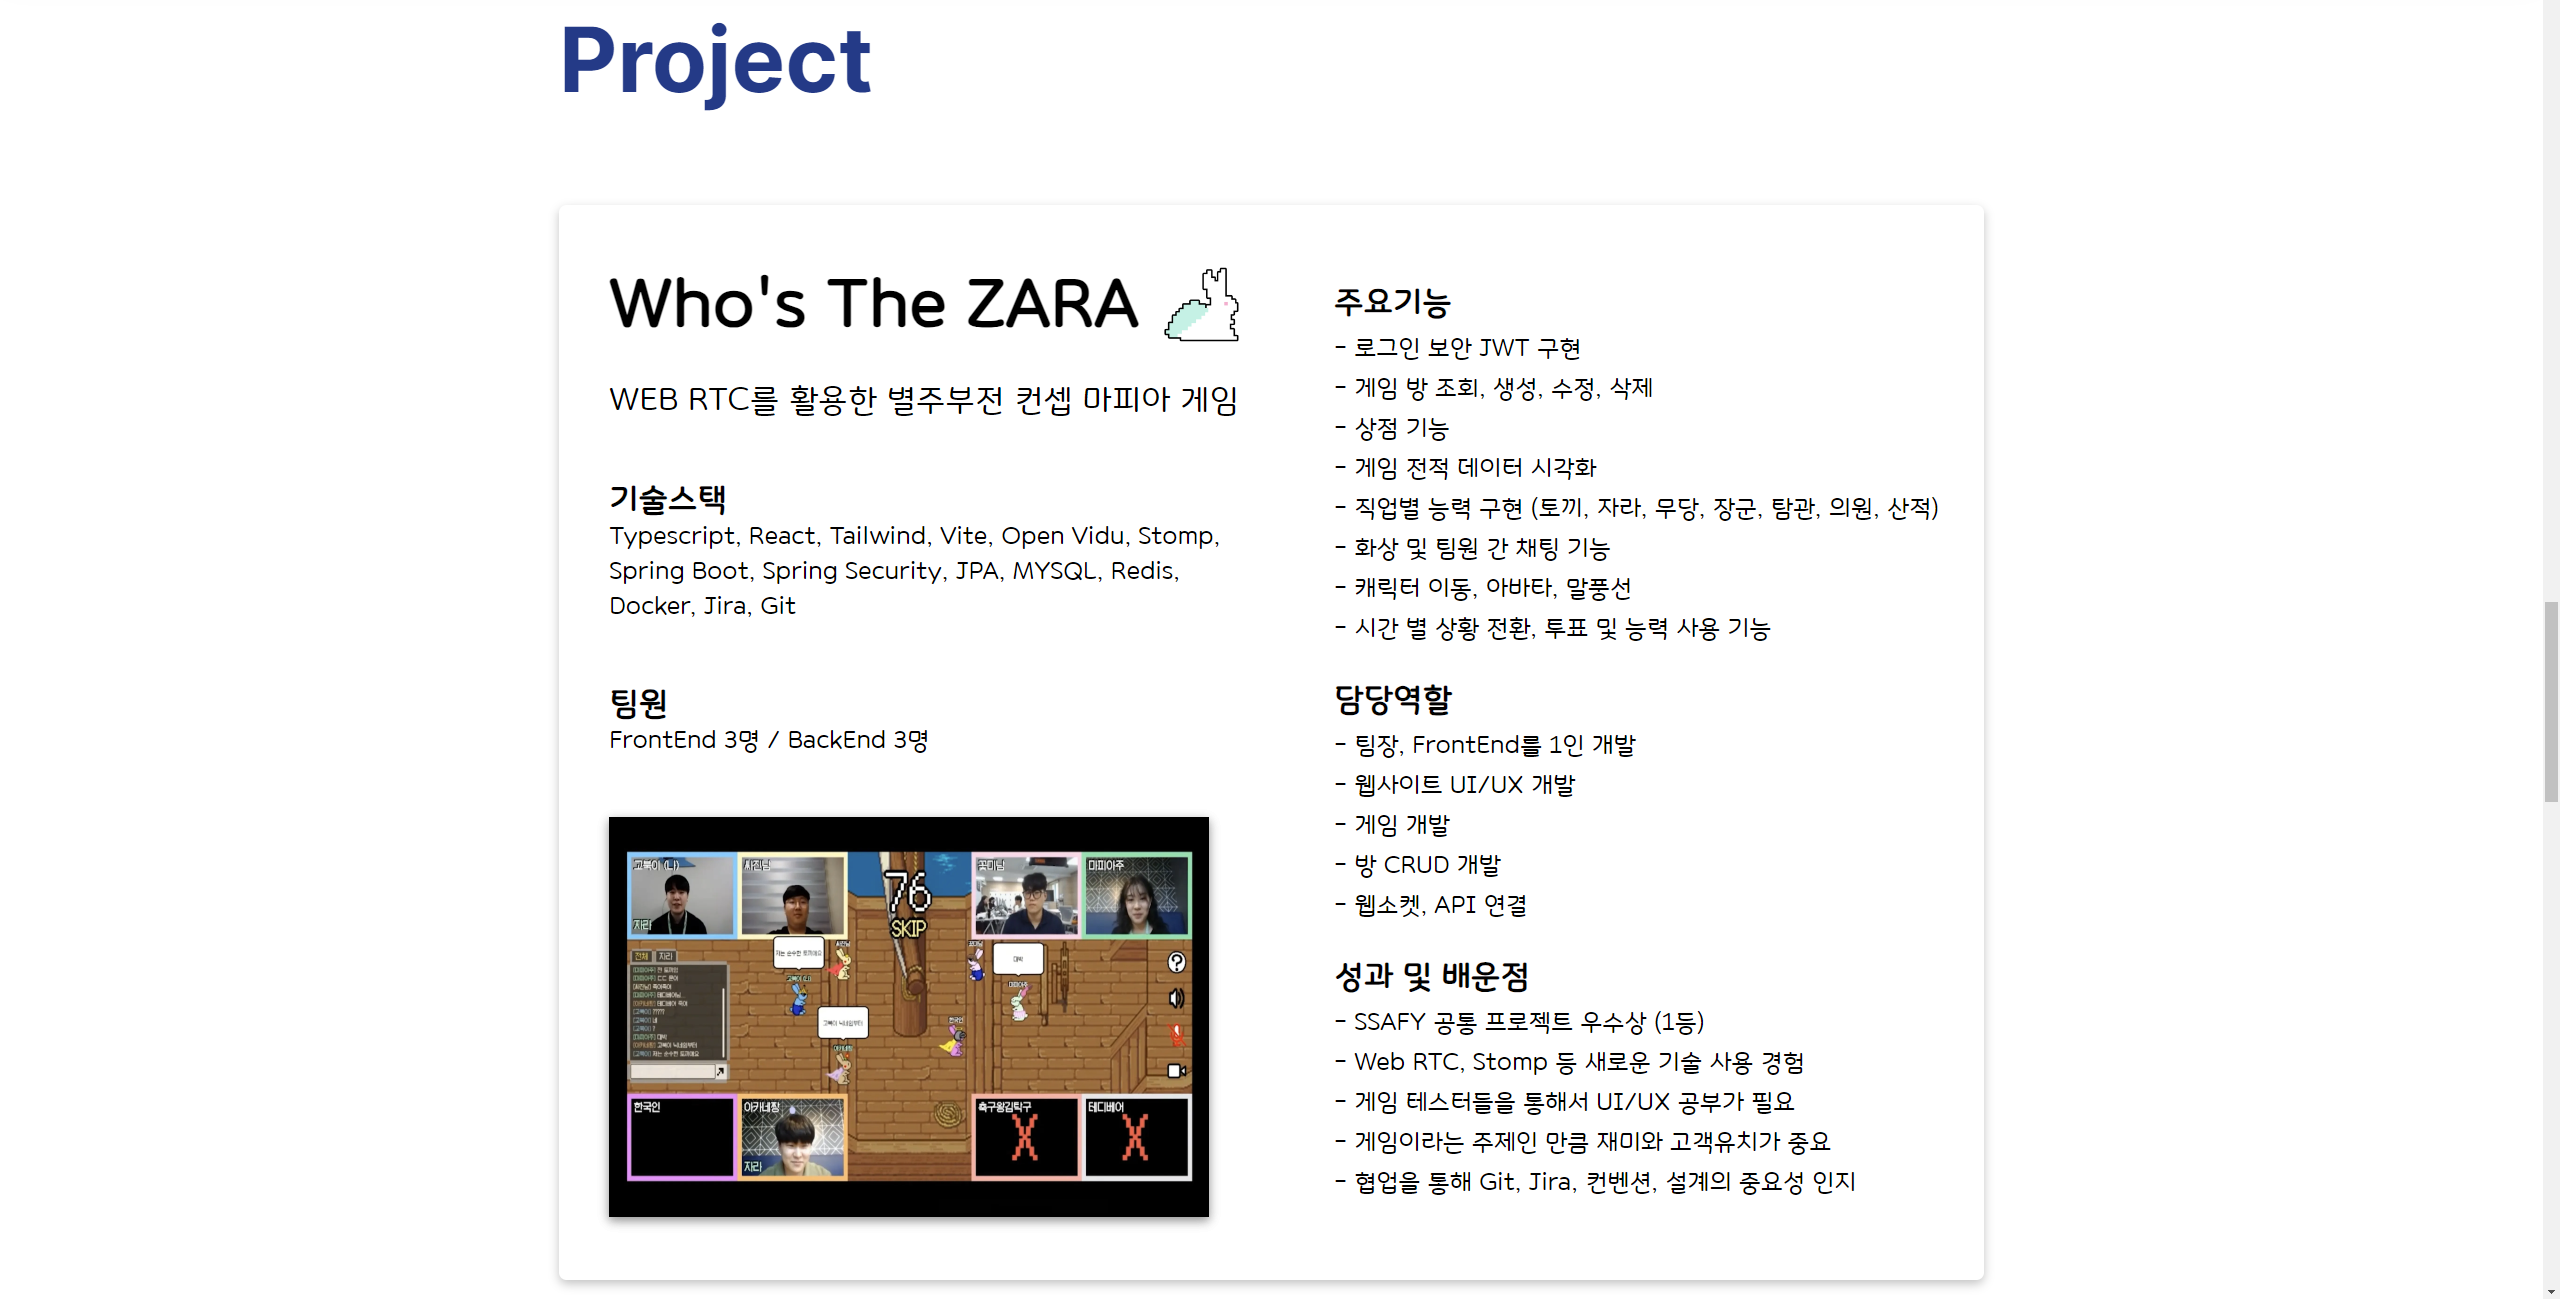 Project
Who's The ZARA
WEB RTC를 활용한 별주부전 컨셉 마피아 게임
기술스택
Typescript, React, Tailwind, Vite, Open Vidu, Stomp,
Spring Boot, Spring Security, JPA, MYSQL, Redis,
Docker, Jira, Git
팀원
FrontEnd 3명 / BackEnd 3명
고북이 (나)
싸진님
76
SKIP
꽃미님
마피아주
자라
전체
자라
대박
한국인
아카네장
축구왕김탁구
테디베어
자라
X
X
주요기능
- 로그인 보안 JWT 구현
- 게임 방 조회, 생성, 수정, 삭제
- 상점 기능
- 게임 전적 데이터 시각화
- 직업별 능력 구현 (토끼, 자라, 무당, 장군, 탐관, 의원, 산적)
- 화상 및 팀원 간 채팅 기능
- 캐릭터 이동, 아바타, 말풍선
- 시간 별 상황 전환, 투표 및 능력 사용 기능
담당역할
- 팀장, FrontEnd를 1인 개발
- 웹사이트 UI/UX 개발
- 게임 개발
- 방 CRUD 개발
- 웹소켓, API 연결
성과 및 배운점
- SSAFY 공통 프로젝트 우수상 (1등)
- Web RTC, Stomp 등 새로운 기술 사용 경험
- 게임 테스터들을 통해서 UI/UX 공부가 필요
- 게임이라는 주제인 만큼 재미와 고객유치가 중요
- 협업을 통해 Git, Jira, 컨벤션, 설계의 중요성 인지